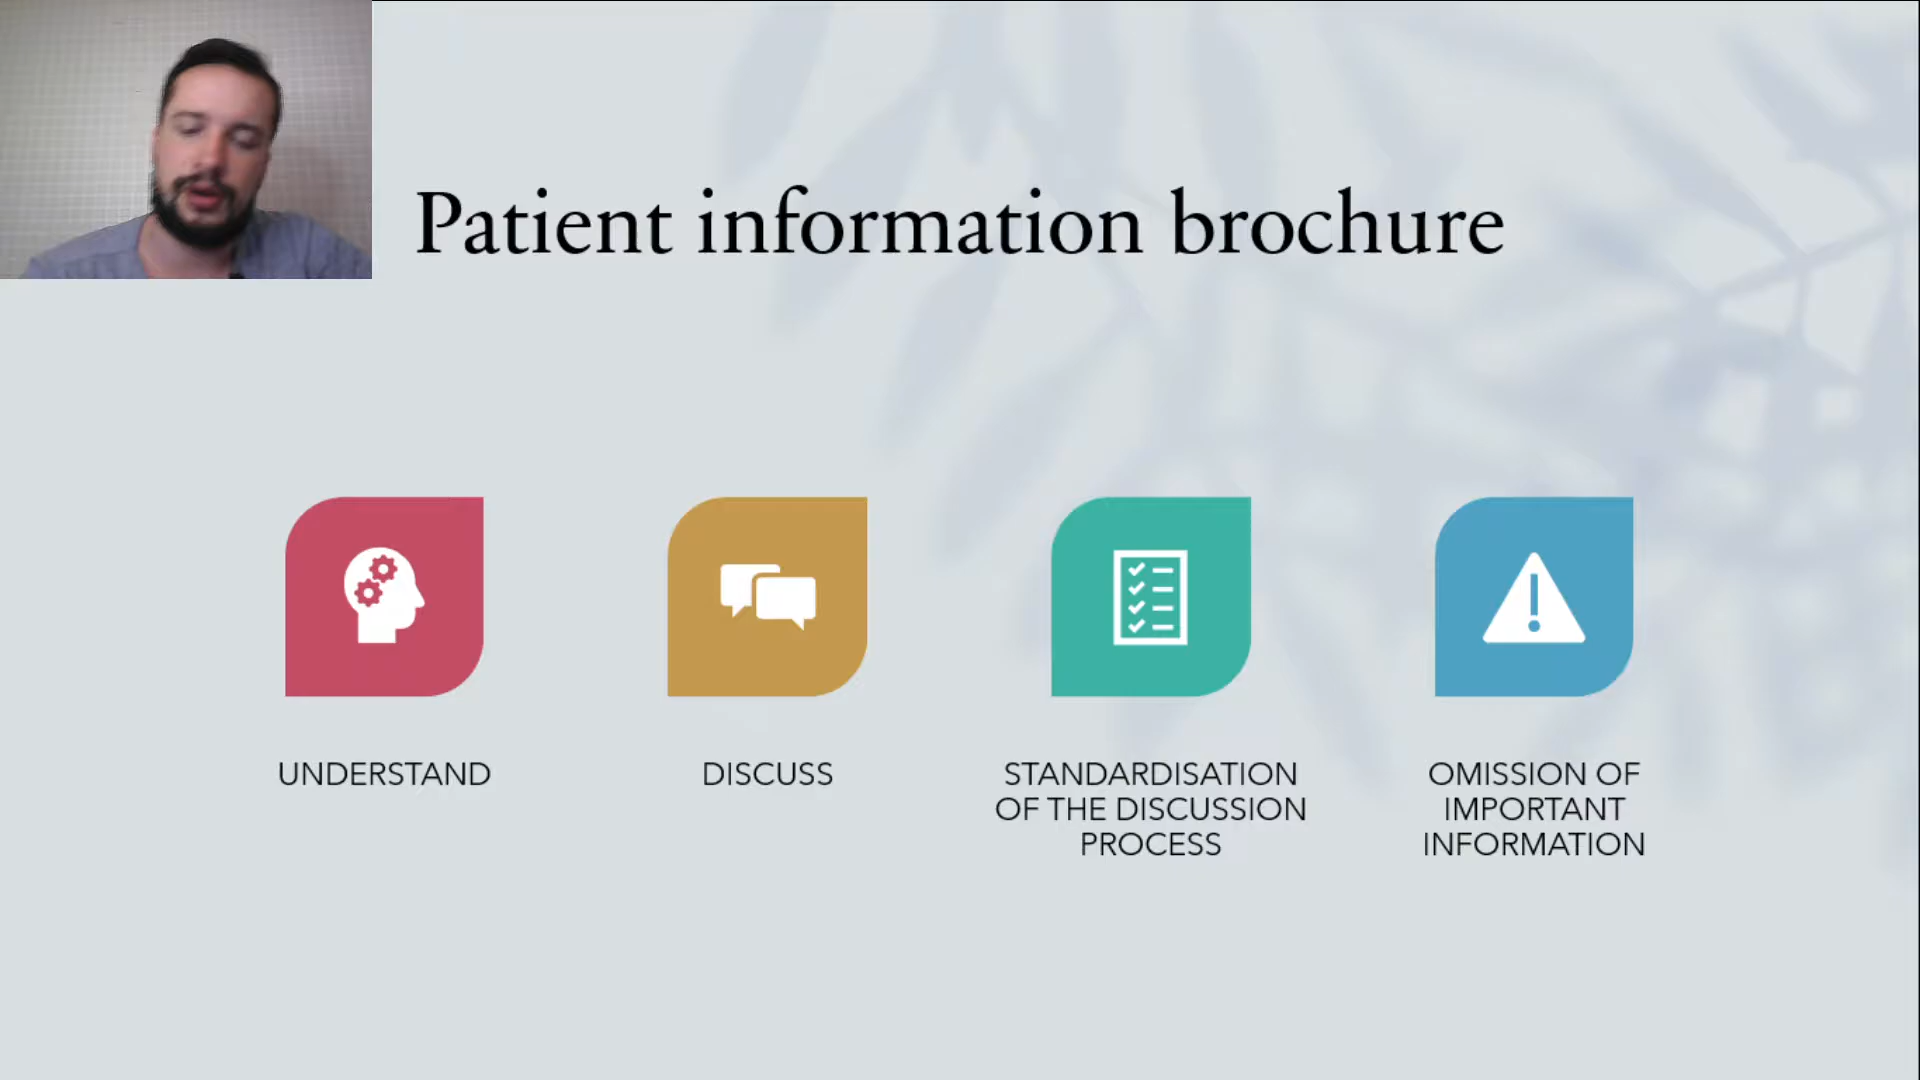 Patient information brochure
UNDERSTAND
DISCUSS
STANDARDISATION
OF THE DISCUSSION
PROCESS
OMISSION OF
IMPORTANT
INFORMATION